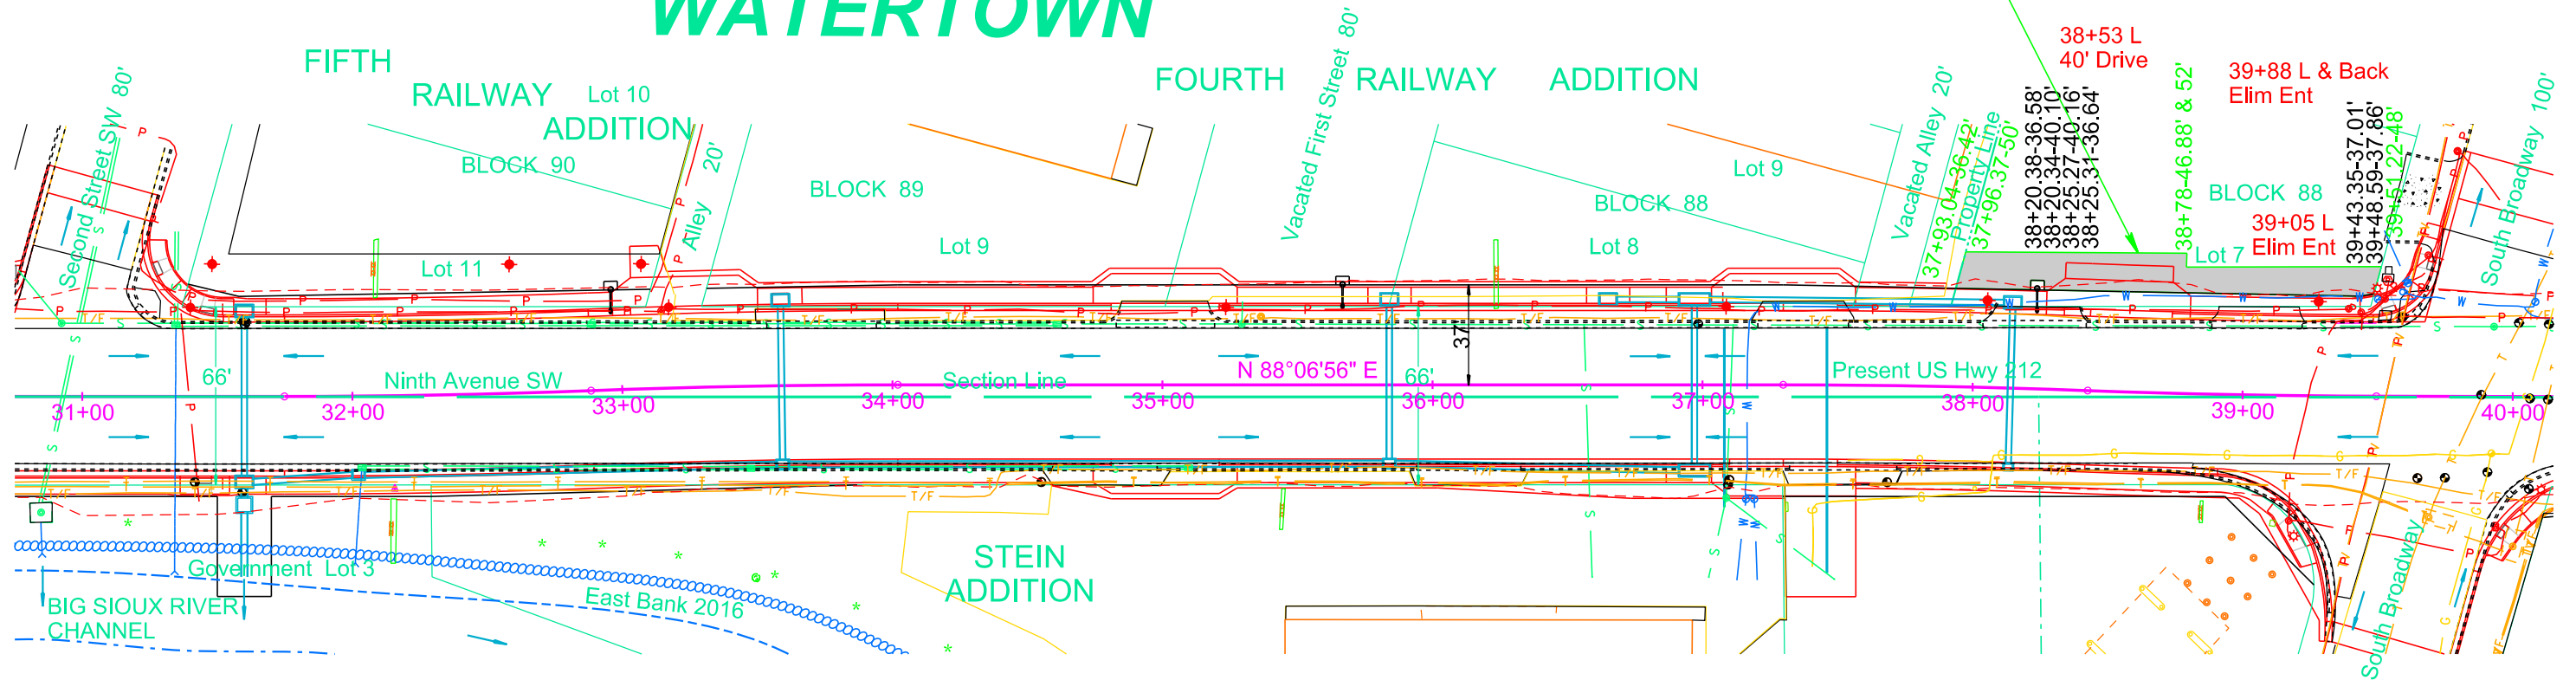 WATERTOWN
FIFTH
RAILWAY
ADDITION
Lot 10
BLOCK 90
Second Street SW 80'
Lot 11
Alley 20'
BLOCK 89
Lot 9
FOURTH RAILWAY ADDITION
Vacated First Street 80'
Lot 9
BLOCK 88
Lot 8
Vacated Alley 20'
Property Line
37+93.04-36.42'
37+96.37-50'
38+20.38-36.58'
38+20.34-40.10'
38+25.27-40.16'
38+25.31-36.64'
38+53 L
40' Drive
38+78-46.88' & 52'
39+88 L & Back
Elim Ent
BLOCK 88
39+05 L
Elim Ent
Lot 7
39+43.35-37.01'
39+48.59-37.86'
39+51.22-48'
South Broadway 100'
37
66'
Ninth Avenue SW
Section Line
N 88°06'56" E
66'
Present US Hwy 212
31+00
32+00
33+00
34+00
35+00
36+00
37+00
38+00
39+00
40+00
Government Lot 3
BIG SIOUX RIVER
CHANNEL
East Bank 2016
STEIN
ADDITION
South Broadway